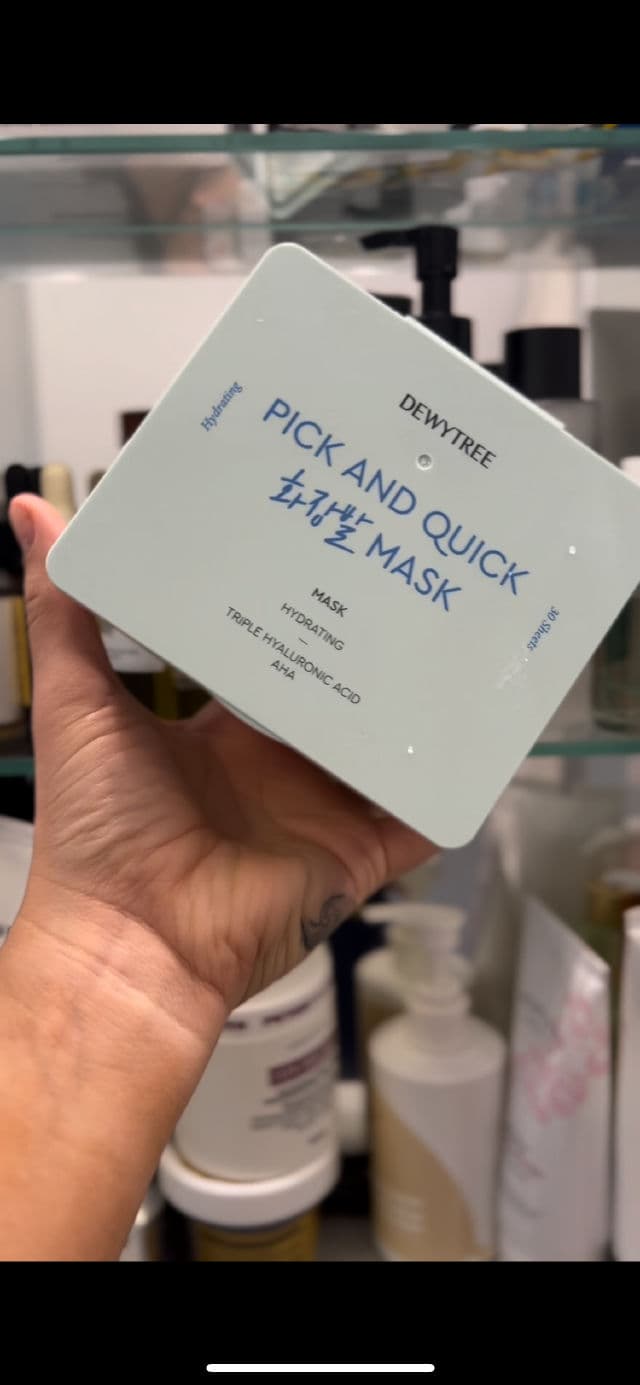 DEWYTREE
Hydrating
PICK AND QUICK
화장발 MASK
30 Sheets
MASK
HYDRATING
–
TRIPLE HYALURONIC ACID
AHA